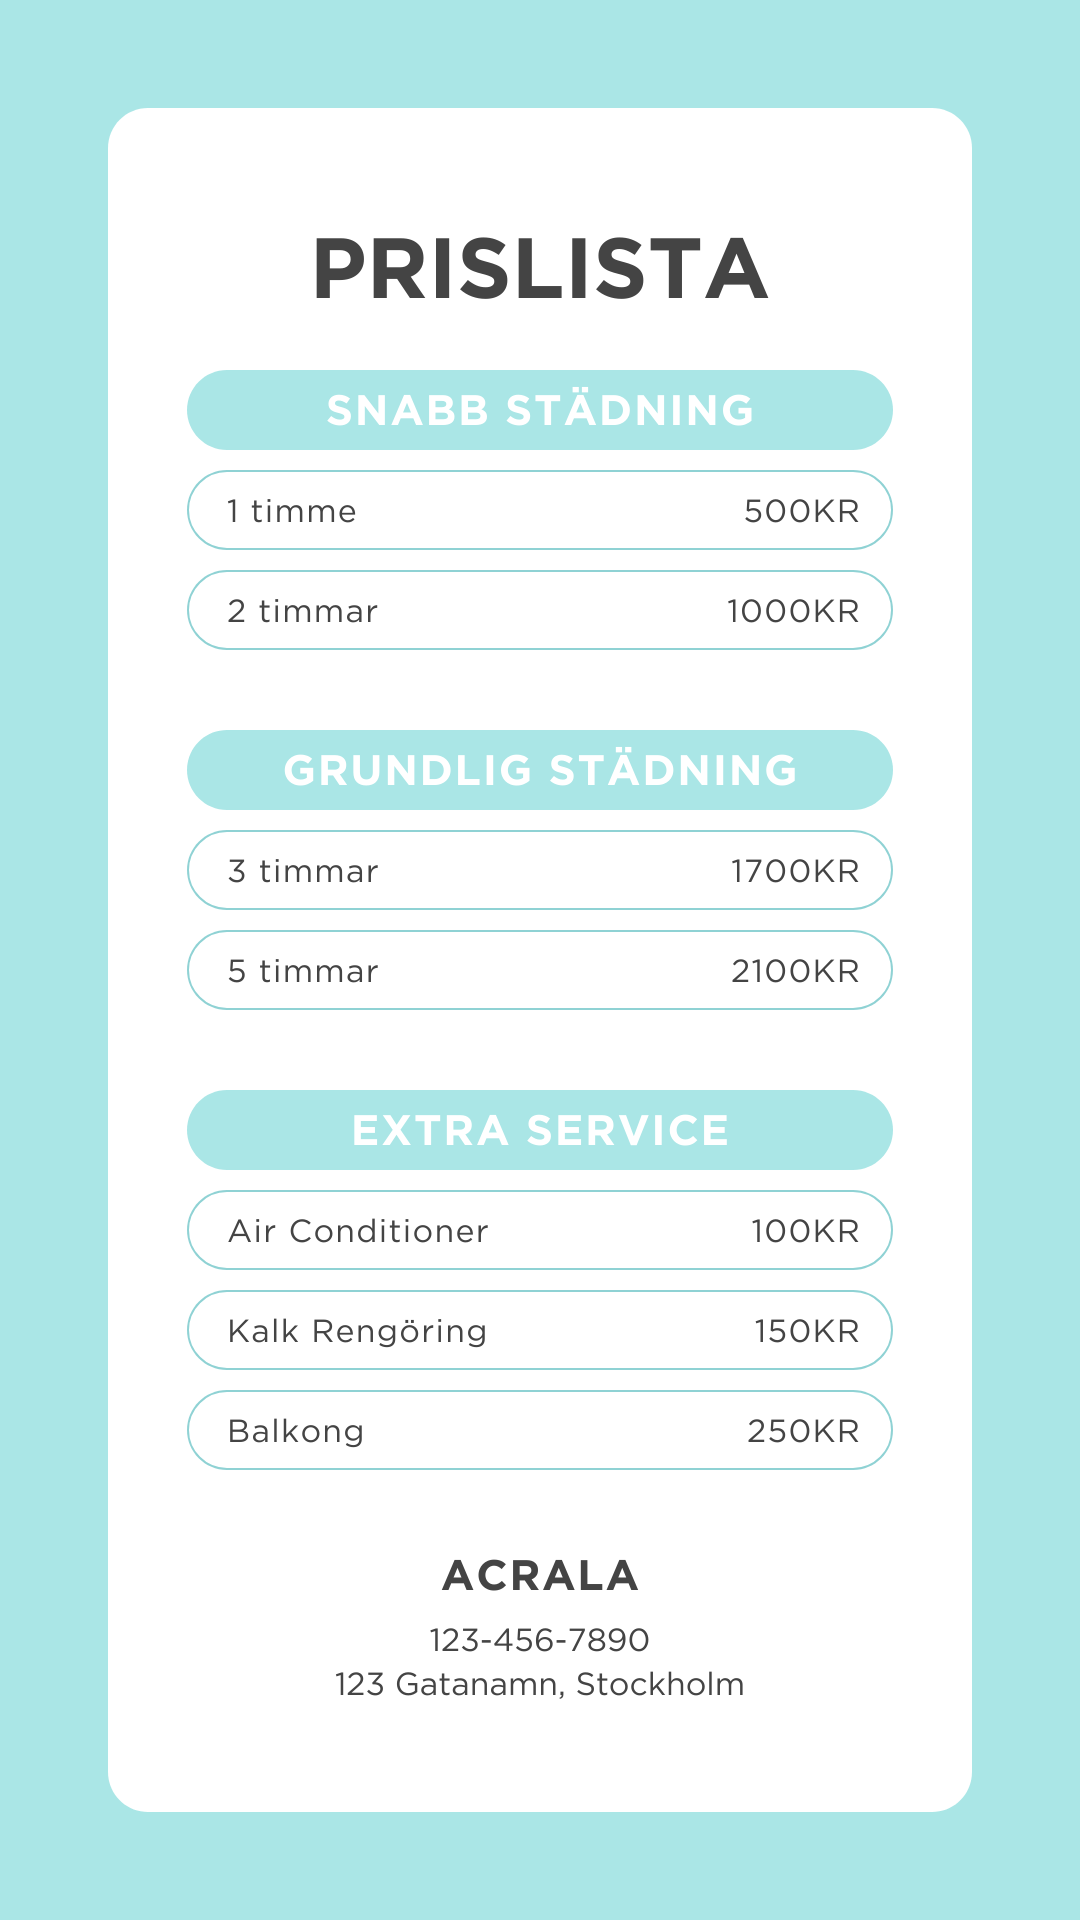 PRISLISTA
SNABB STÄDNING
1 timme 500KR
2 timmar 1000KR
GRUNDLIG STÄDNING
3 timmar 1700KR
5 timmar 2100KR
EXTRA SERVICE
Air Conditioner 100KR
Kalk Rengöring 150KR
Balkong 250KR
ACRALA
123-456-7890
123 Gatanamn, Stockholm